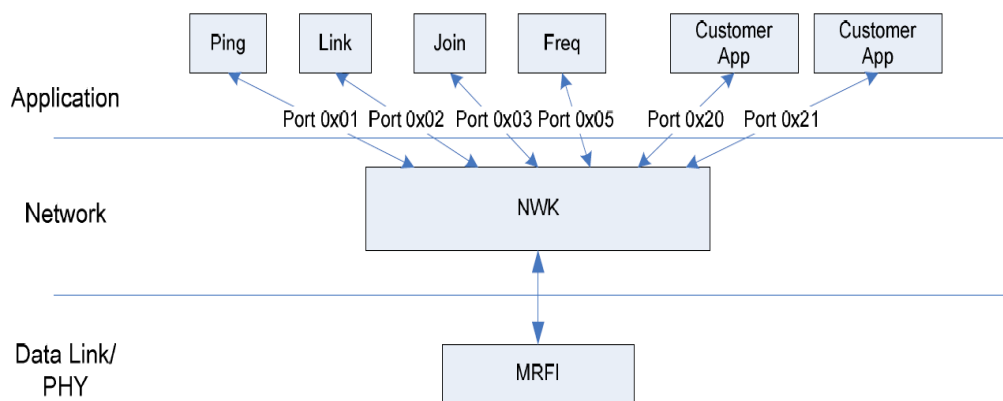 Ping
Link
Join
Freq
Customer
App
Customer
App
Application
Port 0x01
Port 0x02
Port 0x03
Port 0x05
Port 0x20
Port 0x21
Network
NWK
Data Link/
PHY
MRFI